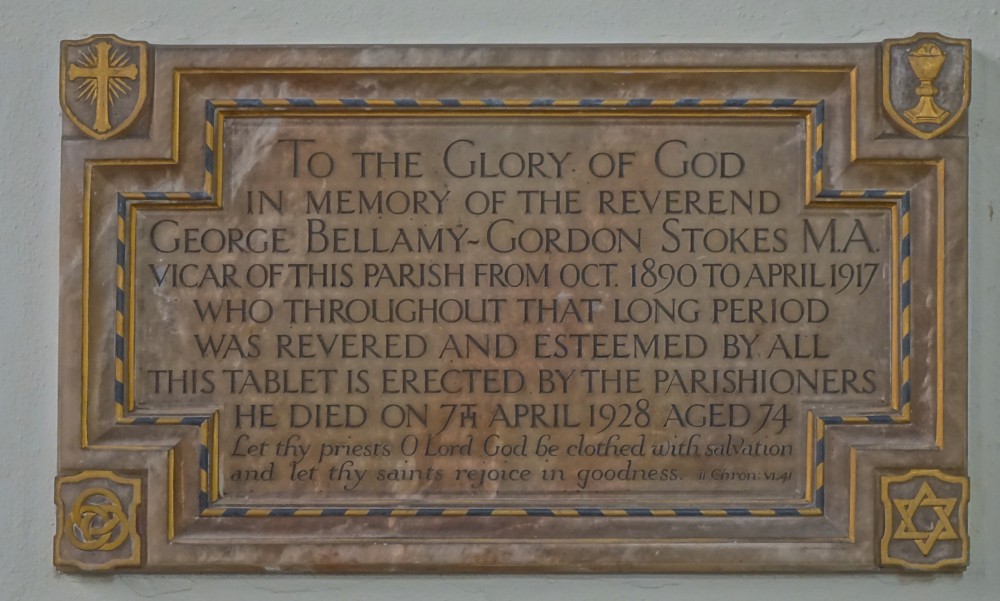 To the Glory of God
in memory of the Reverend
George Bellamy-Gordon Stokes M.A.
Vicar of this Parish from Oct. 1890 to April 1917
who throughout that long period
was revered and esteemed by all
This tablet is erected by the parishioners
He died on 7th April 1928 aged 74
Let thy priests O Lord God be clothed with salvation
and let thy saints rejoice in goodness. II Chron: VI.41